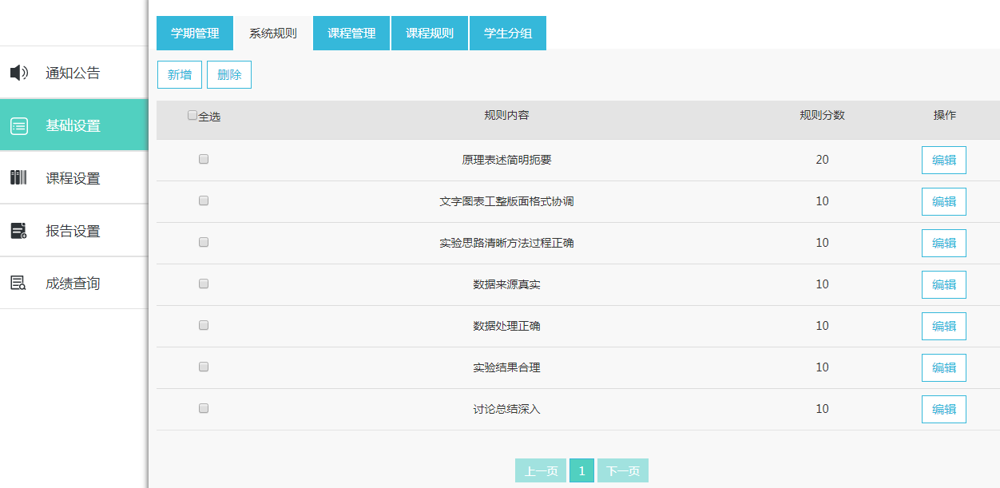 学期管理 系统规则 课程管理 课程规则 学生分组
通知公告
基础设置
课程设置
报告设置
成绩查询
新增 删除
全选 规则内容 规则分数 操作
原理表述简明扼要 20 编辑
文字图表工整版面格式协调 10 编辑
实验思路清晰方法过程正确 10 编辑
数据来源真实 10 编辑
数据处理正确 10 编辑
实验结果合理 10 编辑
讨论总结深入 10 编辑
上一页 1 下一页